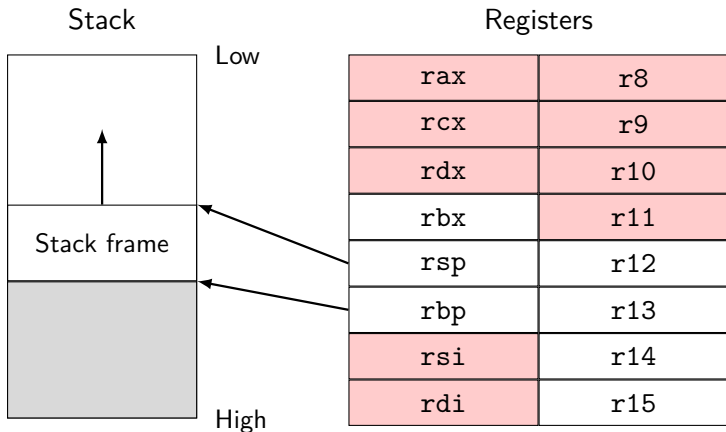 Stack
Low
Stack frame
High
Registers
rax r8
rcx r9
rdx r10
rbx r11
rsp r12
rbp r13
rsi r14
rdi r15